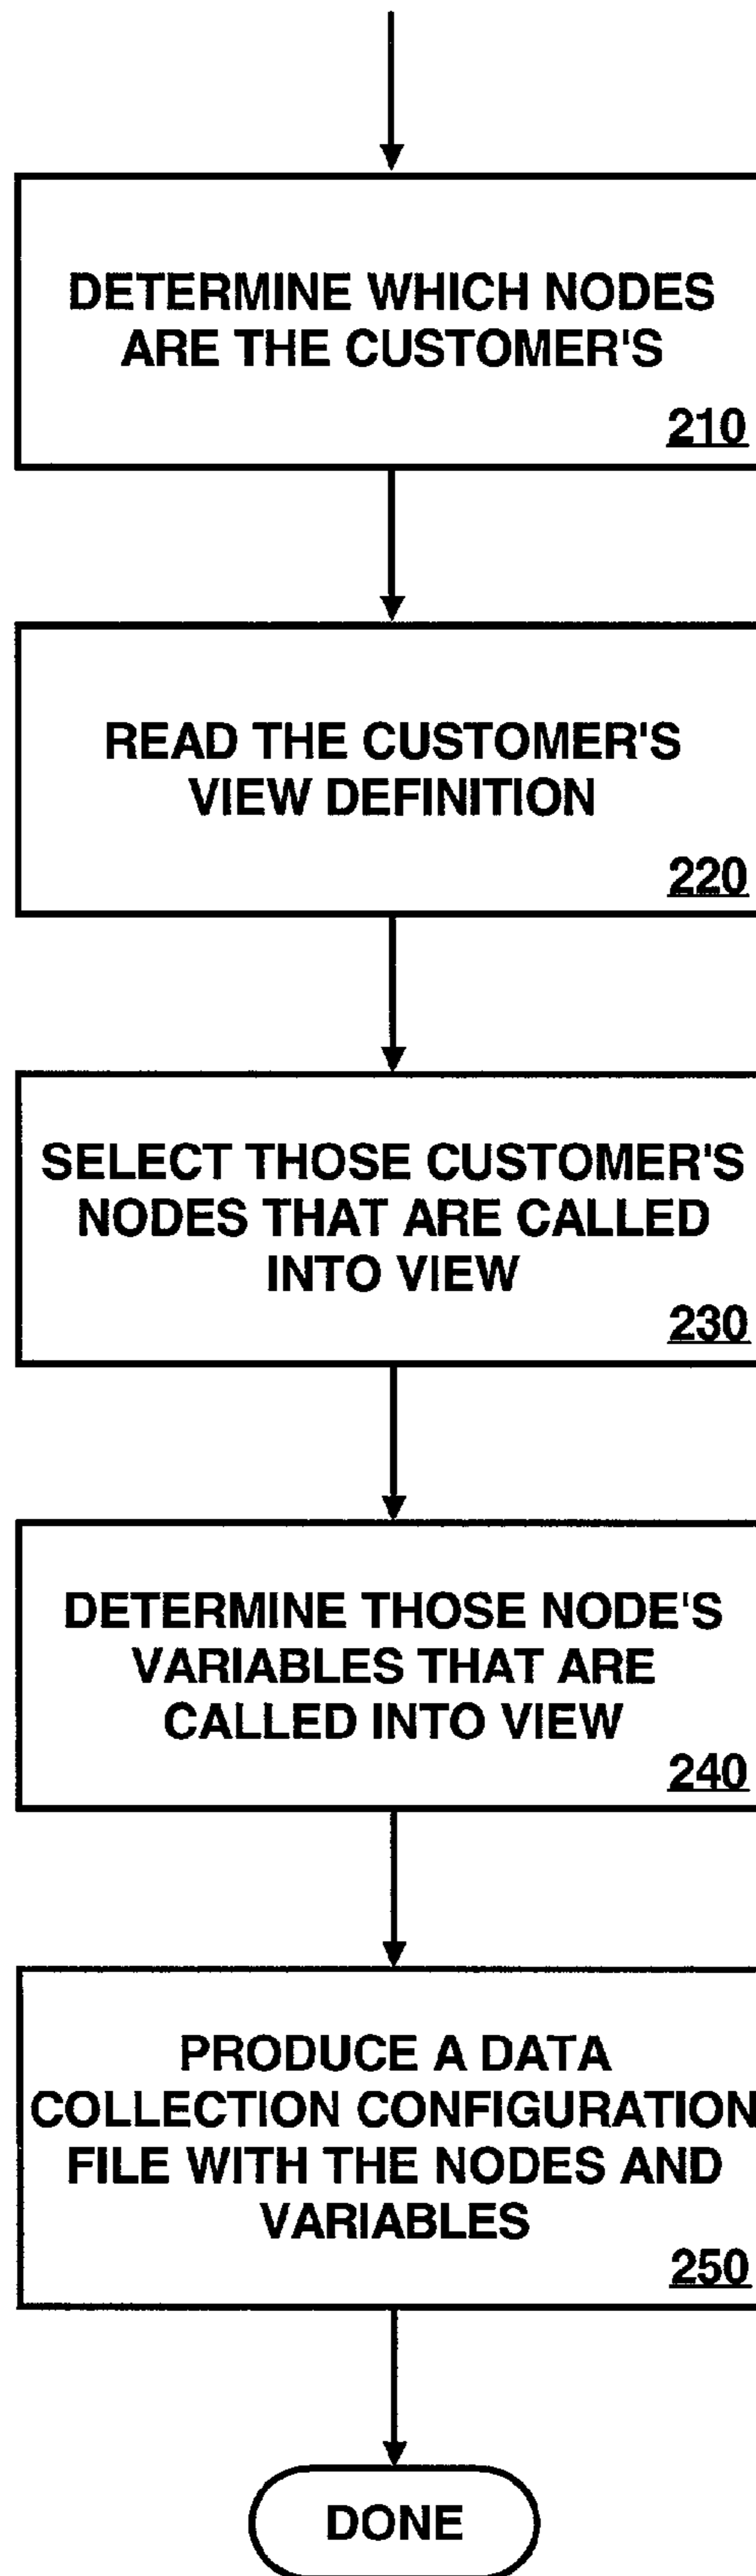 DETERMINE WHICH NODES
ARE THE CUSTOMER'S
210
READ THE CUSTOMER'S
VIEW DEFINITION
220
SELECT THOSE CUSTOMER'S
NODES THAT ARE CALLED
INTO VIEW
230
DETERMINE THOSE NODE'S
VARIABLES THAT ARE
CALLED INTO VIEW
240
PRODUCE A DATA
COLLECTION CONFIGURATION
FILE WITH THE NODES AND
VARIABLES
250
DONE